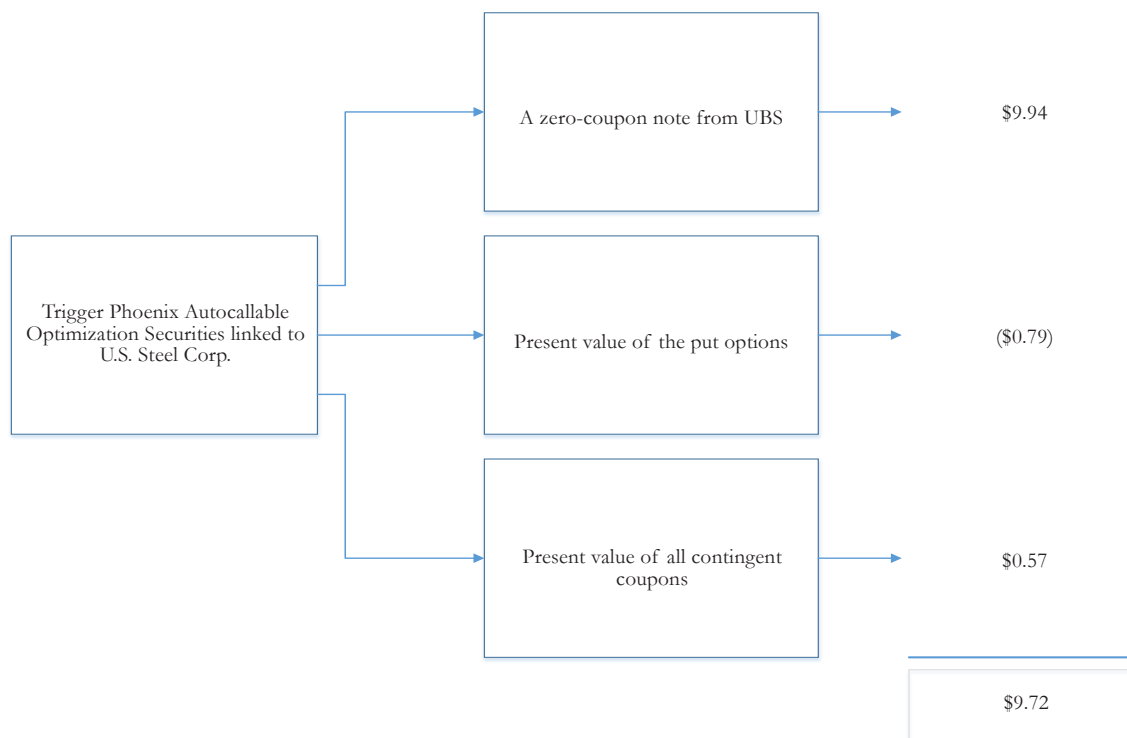 A zero-coupon note from UBS
$9.94
Trigger Phoenix Autocallable
Optimization Securities linked to
U.S. Steel Corp.
Present value of the put options
($0.79)
Present value of all contingent
coupons
$0.57
$9.72